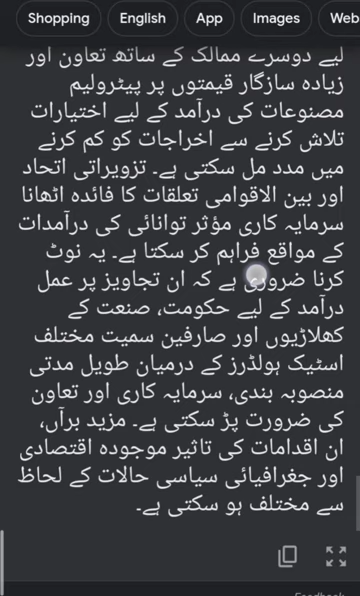 Shopping English App Images Web
لیے دوسرے ممالک کے ساتھ تعاون اور
زیادہ سازگار قیمتوں پر پیٹرولیم
مصنوعات کی درآمد کے لیے اختیارات
تلاش کرنے سے اخراجات کو کم کرنے
میں مدد مل سکتی ہے۔ تزویراتی اتحاد
اور بین الاقوامی تعلقات کا فائدہ اٹھانا
سرمایہ کاری مؤثر توانائی کی درآمدات
کے مواقع فراہم کر سکتا ہے۔ یہ نوٹ
کرنا ضروری ہے کہ ان تجاویز پر عمل
درآمد کے لیے حکومت، صنعت کے
کھلاڑیوں اور صارفین سمیت مختلف
اسٹیک ہولڈرز کے درمیان طویل مدتی
منصوبہ بندی، سرمایہ کاری اور تعاون
کی ضرورت پڑ سکتی ہے۔ مزید برآں،
ان اقدامات کی تاثیر موجودہ اقتصادی
اور جغرافیائی سیاسی حالات کے لحاظ
سے مختلف ہو سکتی ہے۔